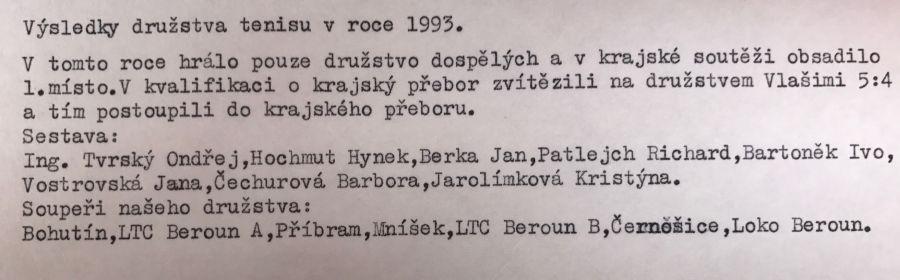 Výsledky družstva tenisu v roce 1993.
V tomto roce hrálo pouze družstvo dospělých a v krajské soutěži obsadilo
1.místo.V kvalifikaci o krajský přebor zvítězili na družstvem Vlašimi 5:4
a tím postoupili do krajského přeboru.
Sestava:
Ing. Tvrský Ondřej,Hochmut Hynek,Berka Jan,Patlejch Richard,Bartoněk Ivo,
Vostrovská Jana,Čechurová Barbora,Jarolímková Kristýna.
Soupeři našeho družstva:
Bohutín,LTC Beroun A,Příbram,Mníšek,LTC Beroun B,Černěšice,Loko Beroun.